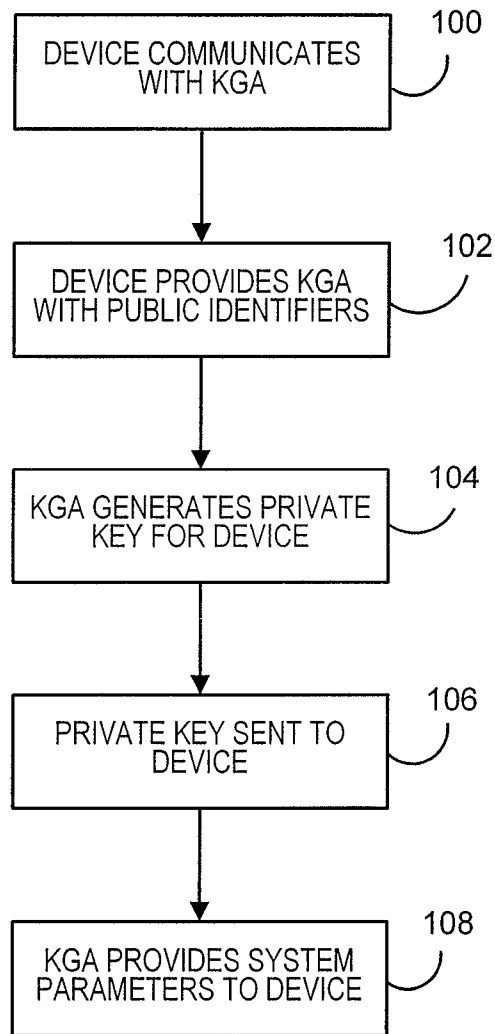 100
DEVICE COMMUNICATES
WITH KGA
102
DEVICE PROVIDES KGA
WITH PUBLIC IDENTIFIERS
104
KGA GENERATES PRIVATE
KEY FOR DEVICE
106
PRIVATE KEY SENT TO
DEVICE
108
KGA PROVIDES SYSTEM
PARAMETERS TO DEVICE